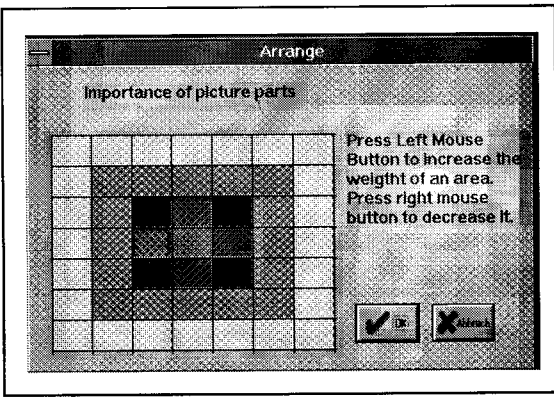 Arrange
Importance of picture parts
Press Left Mouse
Button to increase the
weigtht of an area.
Press right mouse
button to decrease it.
OK
Abbruch